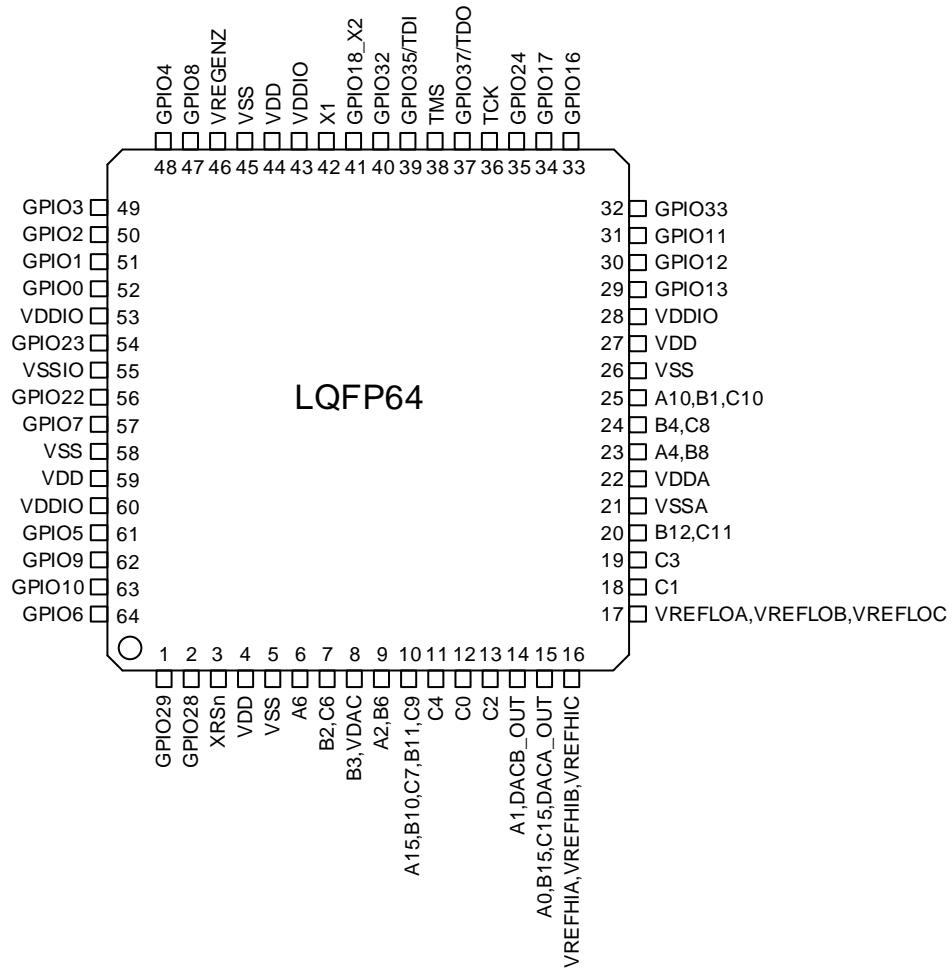 GPIO4
GPIO8
VREGENZ
VSS
VDD
VDDIO
X1
GPIO18_X2
GPIO32
GPIO35/TDI
TMS
GPIO37/TDO
TCK
GPIO24
GPIO17
GPIO16
48 47 46 45 44 43 42 41 40 39 38 37 36 35 34 33
GPIO3 49
GPIO2 50
GPIO1 51
GPIO0 52
VDDIO 53
GPIO23 54
VSSIO 55
GPIO22 56
GPIO7 57
VSS 58
VDD 59
VDDIO 60
GPIO5 61
GPIO9 62
GPIO10 63
GPIO6 64
LQFP64
32 GPIO33
31 GPIO11
30 GPIO12
29 GPIO13
28 VDDIO
27 VDD
26 VSS
25 A10,B1,C10
24 B4,C8
23 A4,B8
22 VDDA
21 VSSA
20 B12,C11
19 C3
18 C1
17 VREFLOA,VREFLOB,VREFLOC
1 2 3 4 5 6 7 8 9 10 11 12 13 14 15 16
GPIO29
GPIO28
XRSn
VDD
VSS
A6
B2,C6
B3,VDAC
A2,B6
A15,B10,C7,B11,C9
C4
C0
C2
A1,DACB_OUT
A0,B15,C15,DACA_OUT
VREFHIA,VREFHIB,VREFHIC